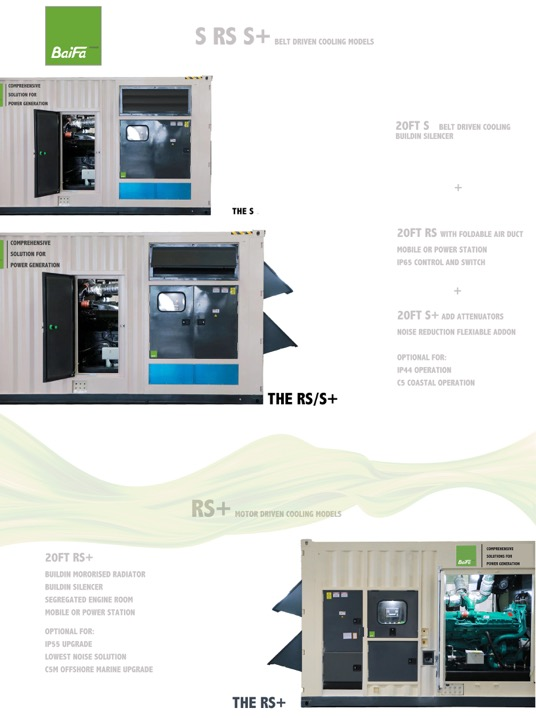 BaiFa
S RS S+ BELT DRIVEN COOLING MODELS
COMPREHENSIVE
SOLUTION FOR
POWER GENERATION
THE S
20FT S BELT DRIVEN COOLING
BUILDIN SILENCER
+
20FT RS WITH FOLDABLE AIR DUCT
MOBILE OR POWER STATION
IP65 CONTROL AND SWITCH
+
20FT S+ ADD ATTENUATORS
NOISE REDUCTION FLEXIABLE ADDON
OPTIONAL FOR:
IP44 OPERATION
C5 COASTAL OPERATION
COMPREHENSIVE
SOLUTION FOR
POWER GENERATION
THE RS/S+
RS+ MOTOR DRIVEN COOLING MODELS
20FT RS+
BUILDIN MORORISED RADIATOR
BUILDIN SILENCER
SEGREGATED ENGINE ROOM
MOBILE OR POWER STATION
OPTIONAL FOR:
IP55 UPGRADE
LOWEST NOISE SOLUTION
C5M OFFSHORE MARINE UPGRADE
BaiFa
COMPREHENSIVE
SOLUTIONS FOR
POWER GENERATION
THE RS+